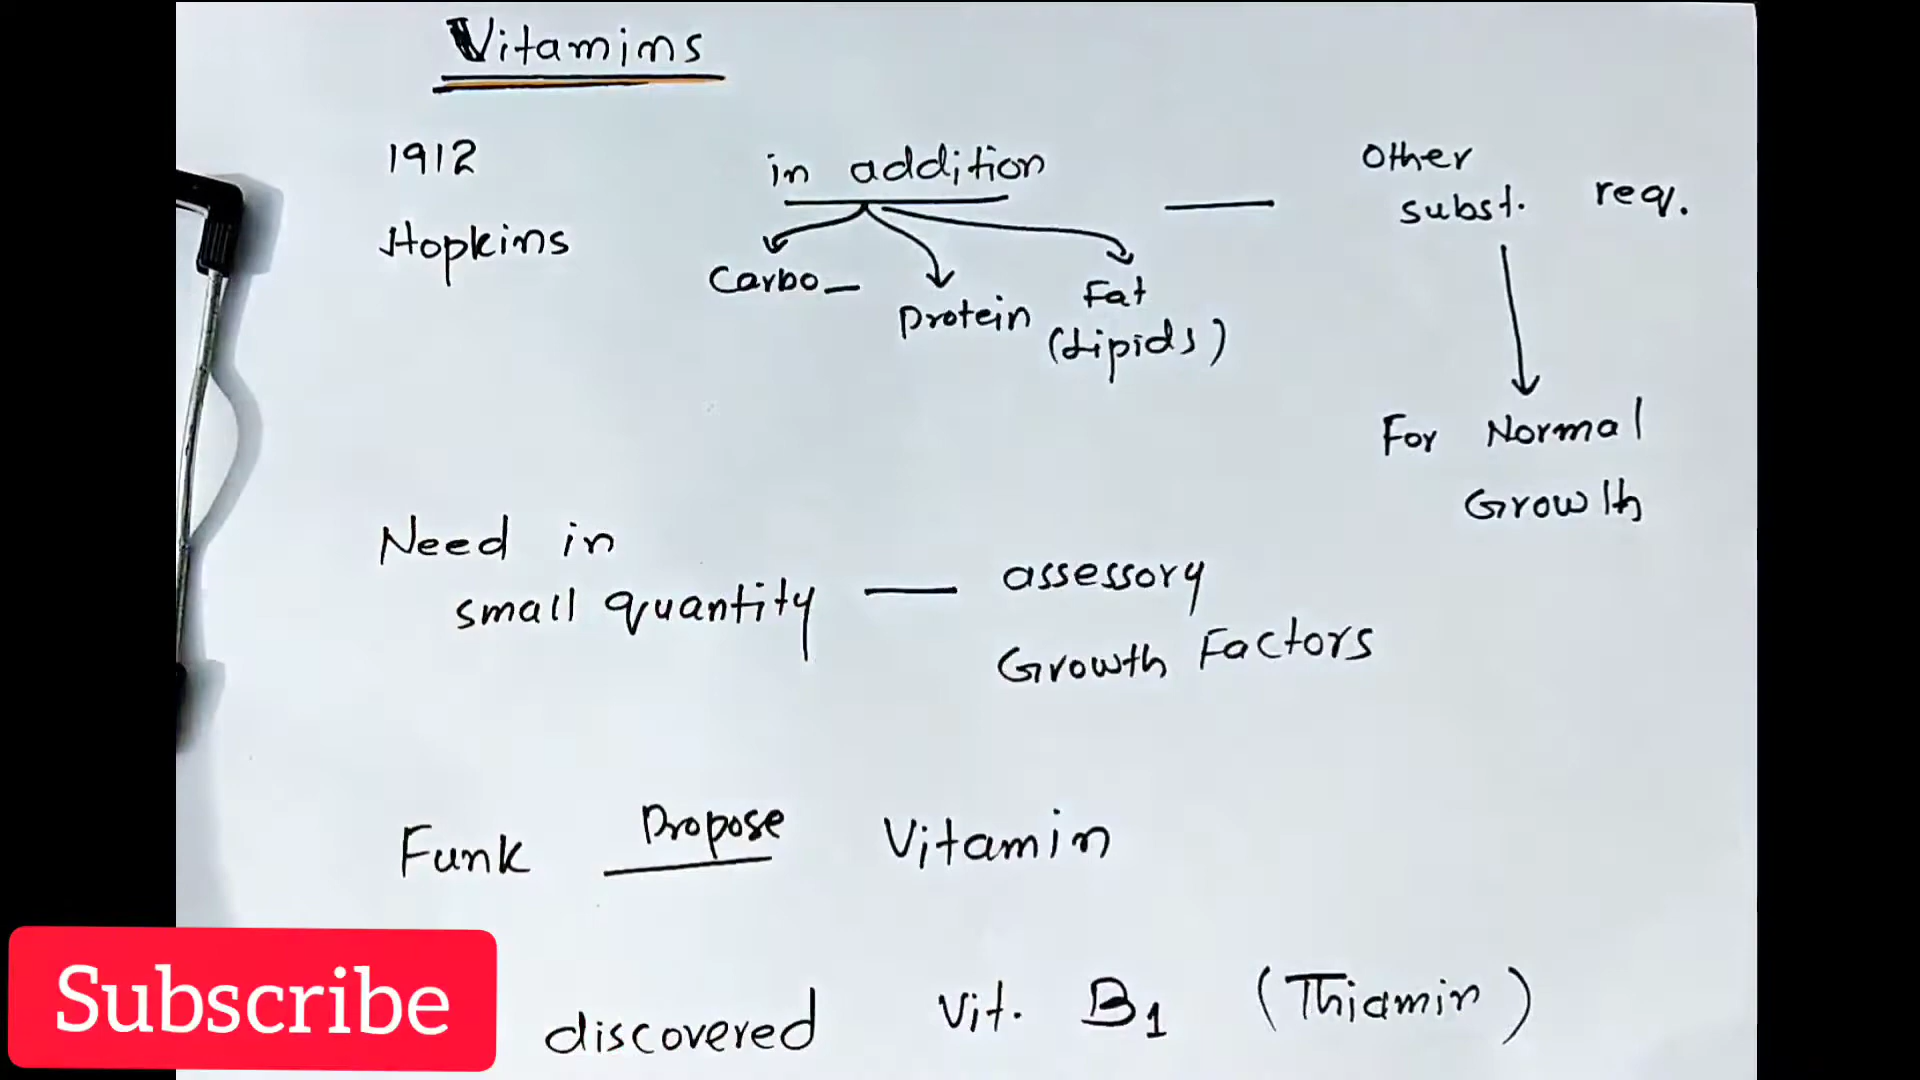 Vitamins
1912
Hopkins
in addition
Carbo_
Protein
Fat
(Lipids)
Other
subst. req.
For Normal
Growth
Need in
small quantity — assessory
Growth Factors
Funk Propose Vitamin
discovered Vit. B1 (Thiamin)
Subscribe